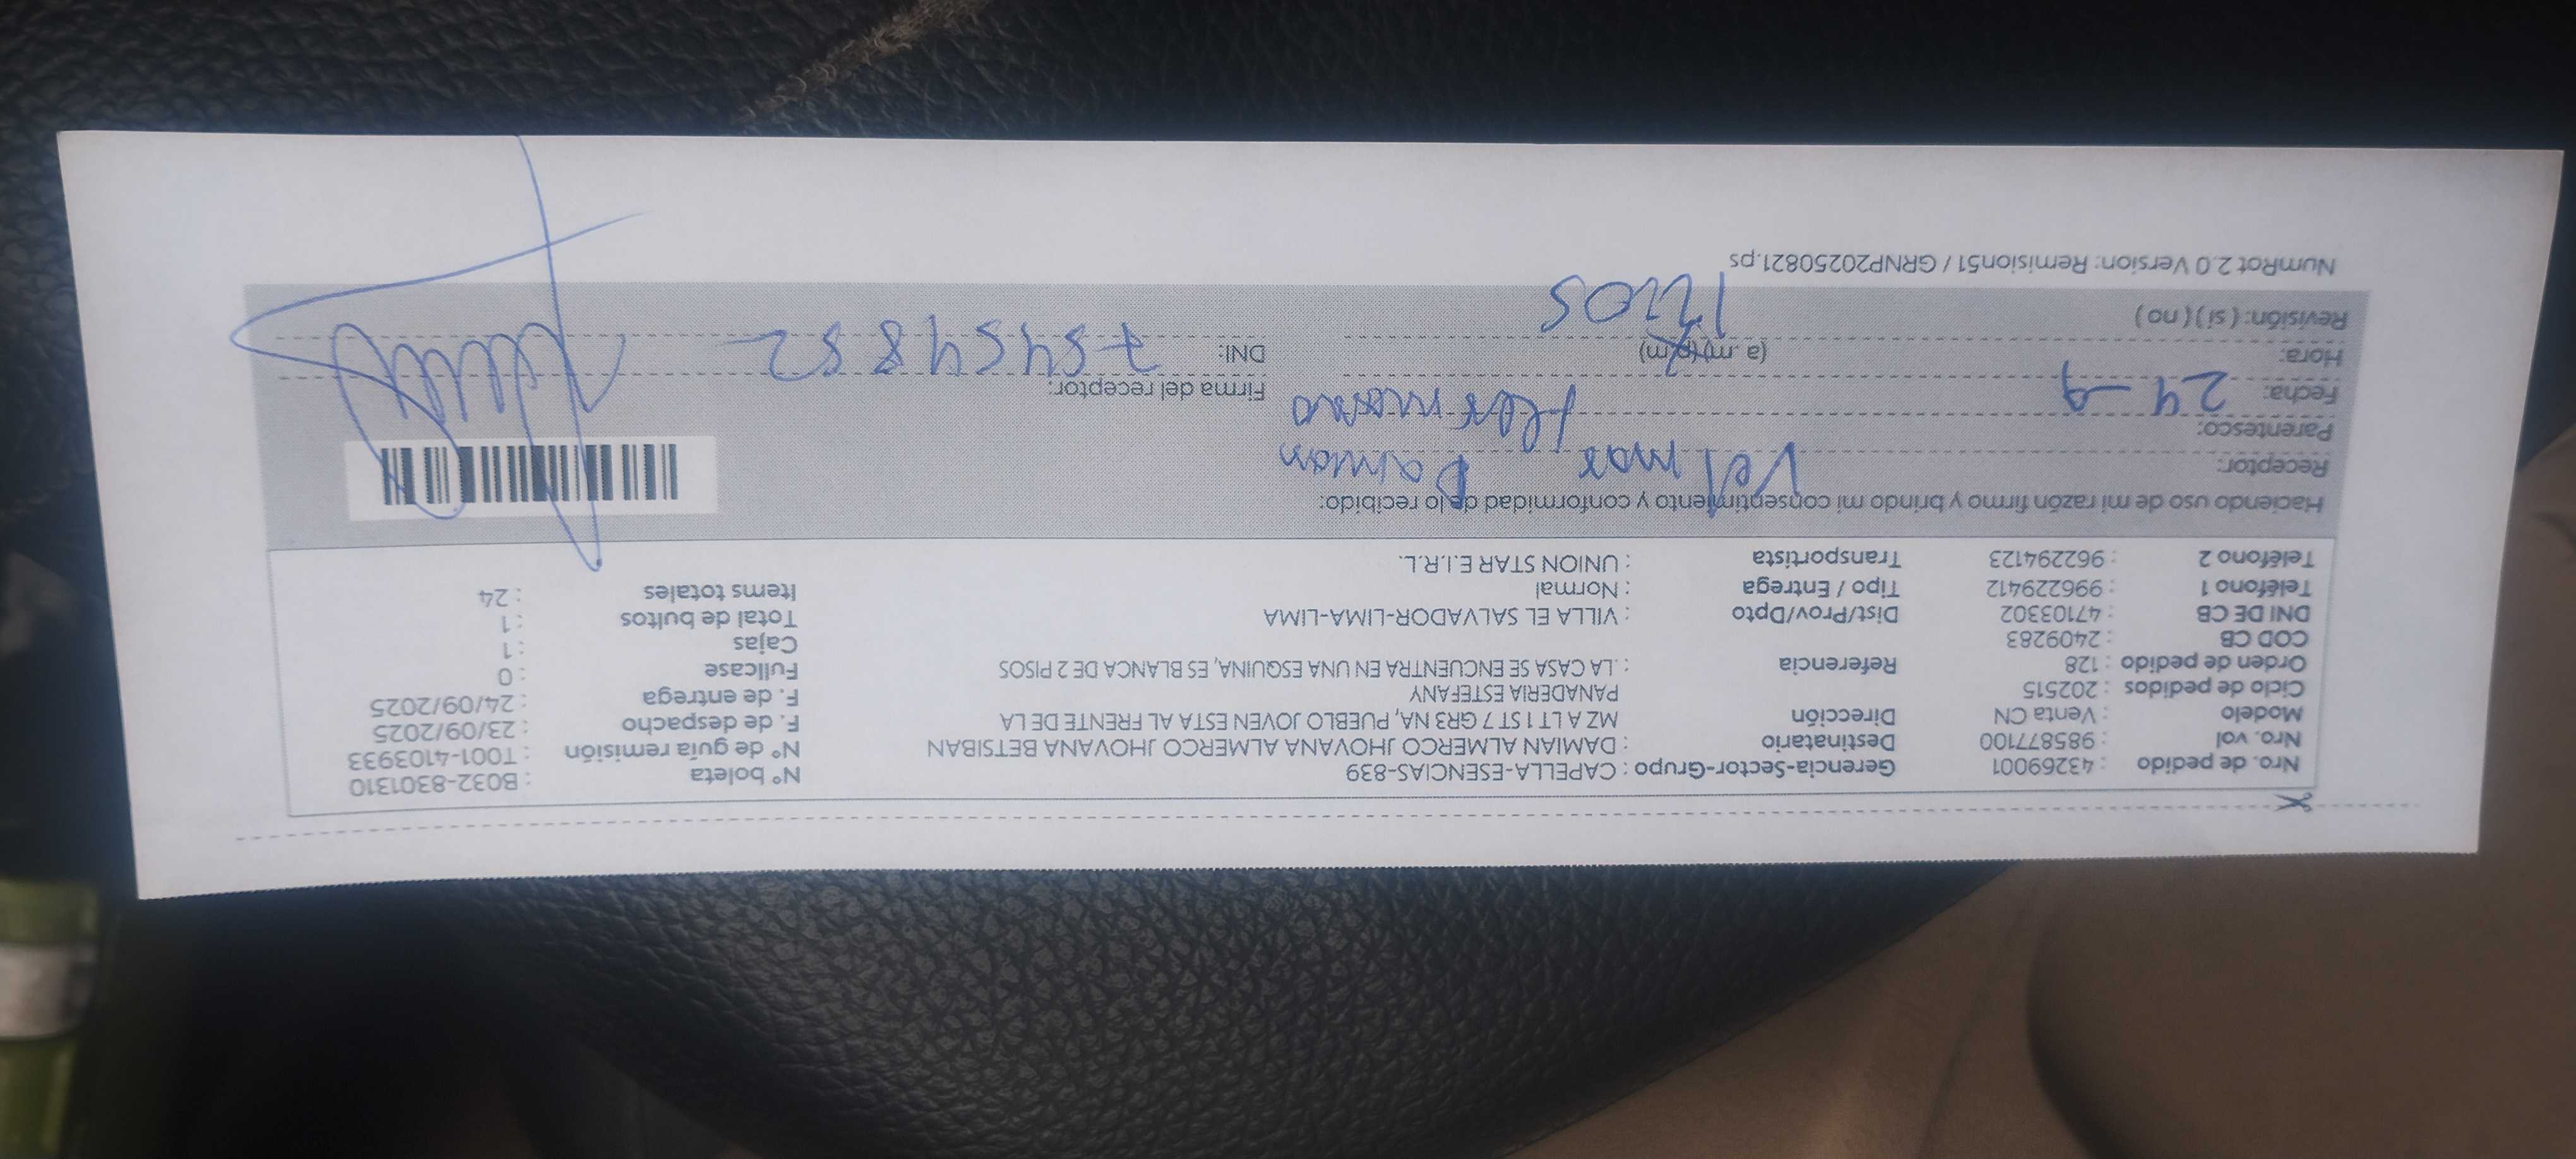 Nro. de pedido : 43269001 Gerencia-Sector-Grupo : CAPELLA-ESENCIAS-839 N° boleta : B032-8301310
Nro. vol : 985877100 Destinatario : DAMIAN ALMERCO JHOVANA ALMERCO JHOVANA BETSIBAN N° de guía remisión : T001-4103933
Modelo : Venta CN Dirección MZ A LT 1 ST 7 GR3 NA, PUEBLO JOVEN ESTA AL FRENTE DE LA F. de despacho : 23/09/2025
Ciclo de pedidos : 202515 PANADERIA ESTEFANY F. de entrega : 24/09/2025
Orden de pedido : 128 Referencia : .LA CASA SE ENCUENTRA EN UNA ESQUINA, ES BLANCA DE 2 PISOS Fullcase : 0
COD CB : 2409283 Cajas : 1
DNI DE CB : 47103302 Dist/Prov/Dpto : VILLA EL SALVADOR-LIMA-LIMA Total de bultos : 1
Teléfono 1 : 996229412 Tipo / Entrega : Normal Items totales : 24
Teléfono 2 : 962294123 Transportista : UNION STAR E.I.R.L.
Haciendo uso de mi razón firmo y brindo mi consentimiento y conformidad de lo recibido:
Receptor: Damian
Parentesco: Hermano
Fecha: 24-9 Firma del receptor:
Hora: (a .m)(p.m) DNI: 75454852
Revisión: ( si ) ( no ) 12:05
NumRot 2.0 Version: Remision51 / GRNP20250821.ps